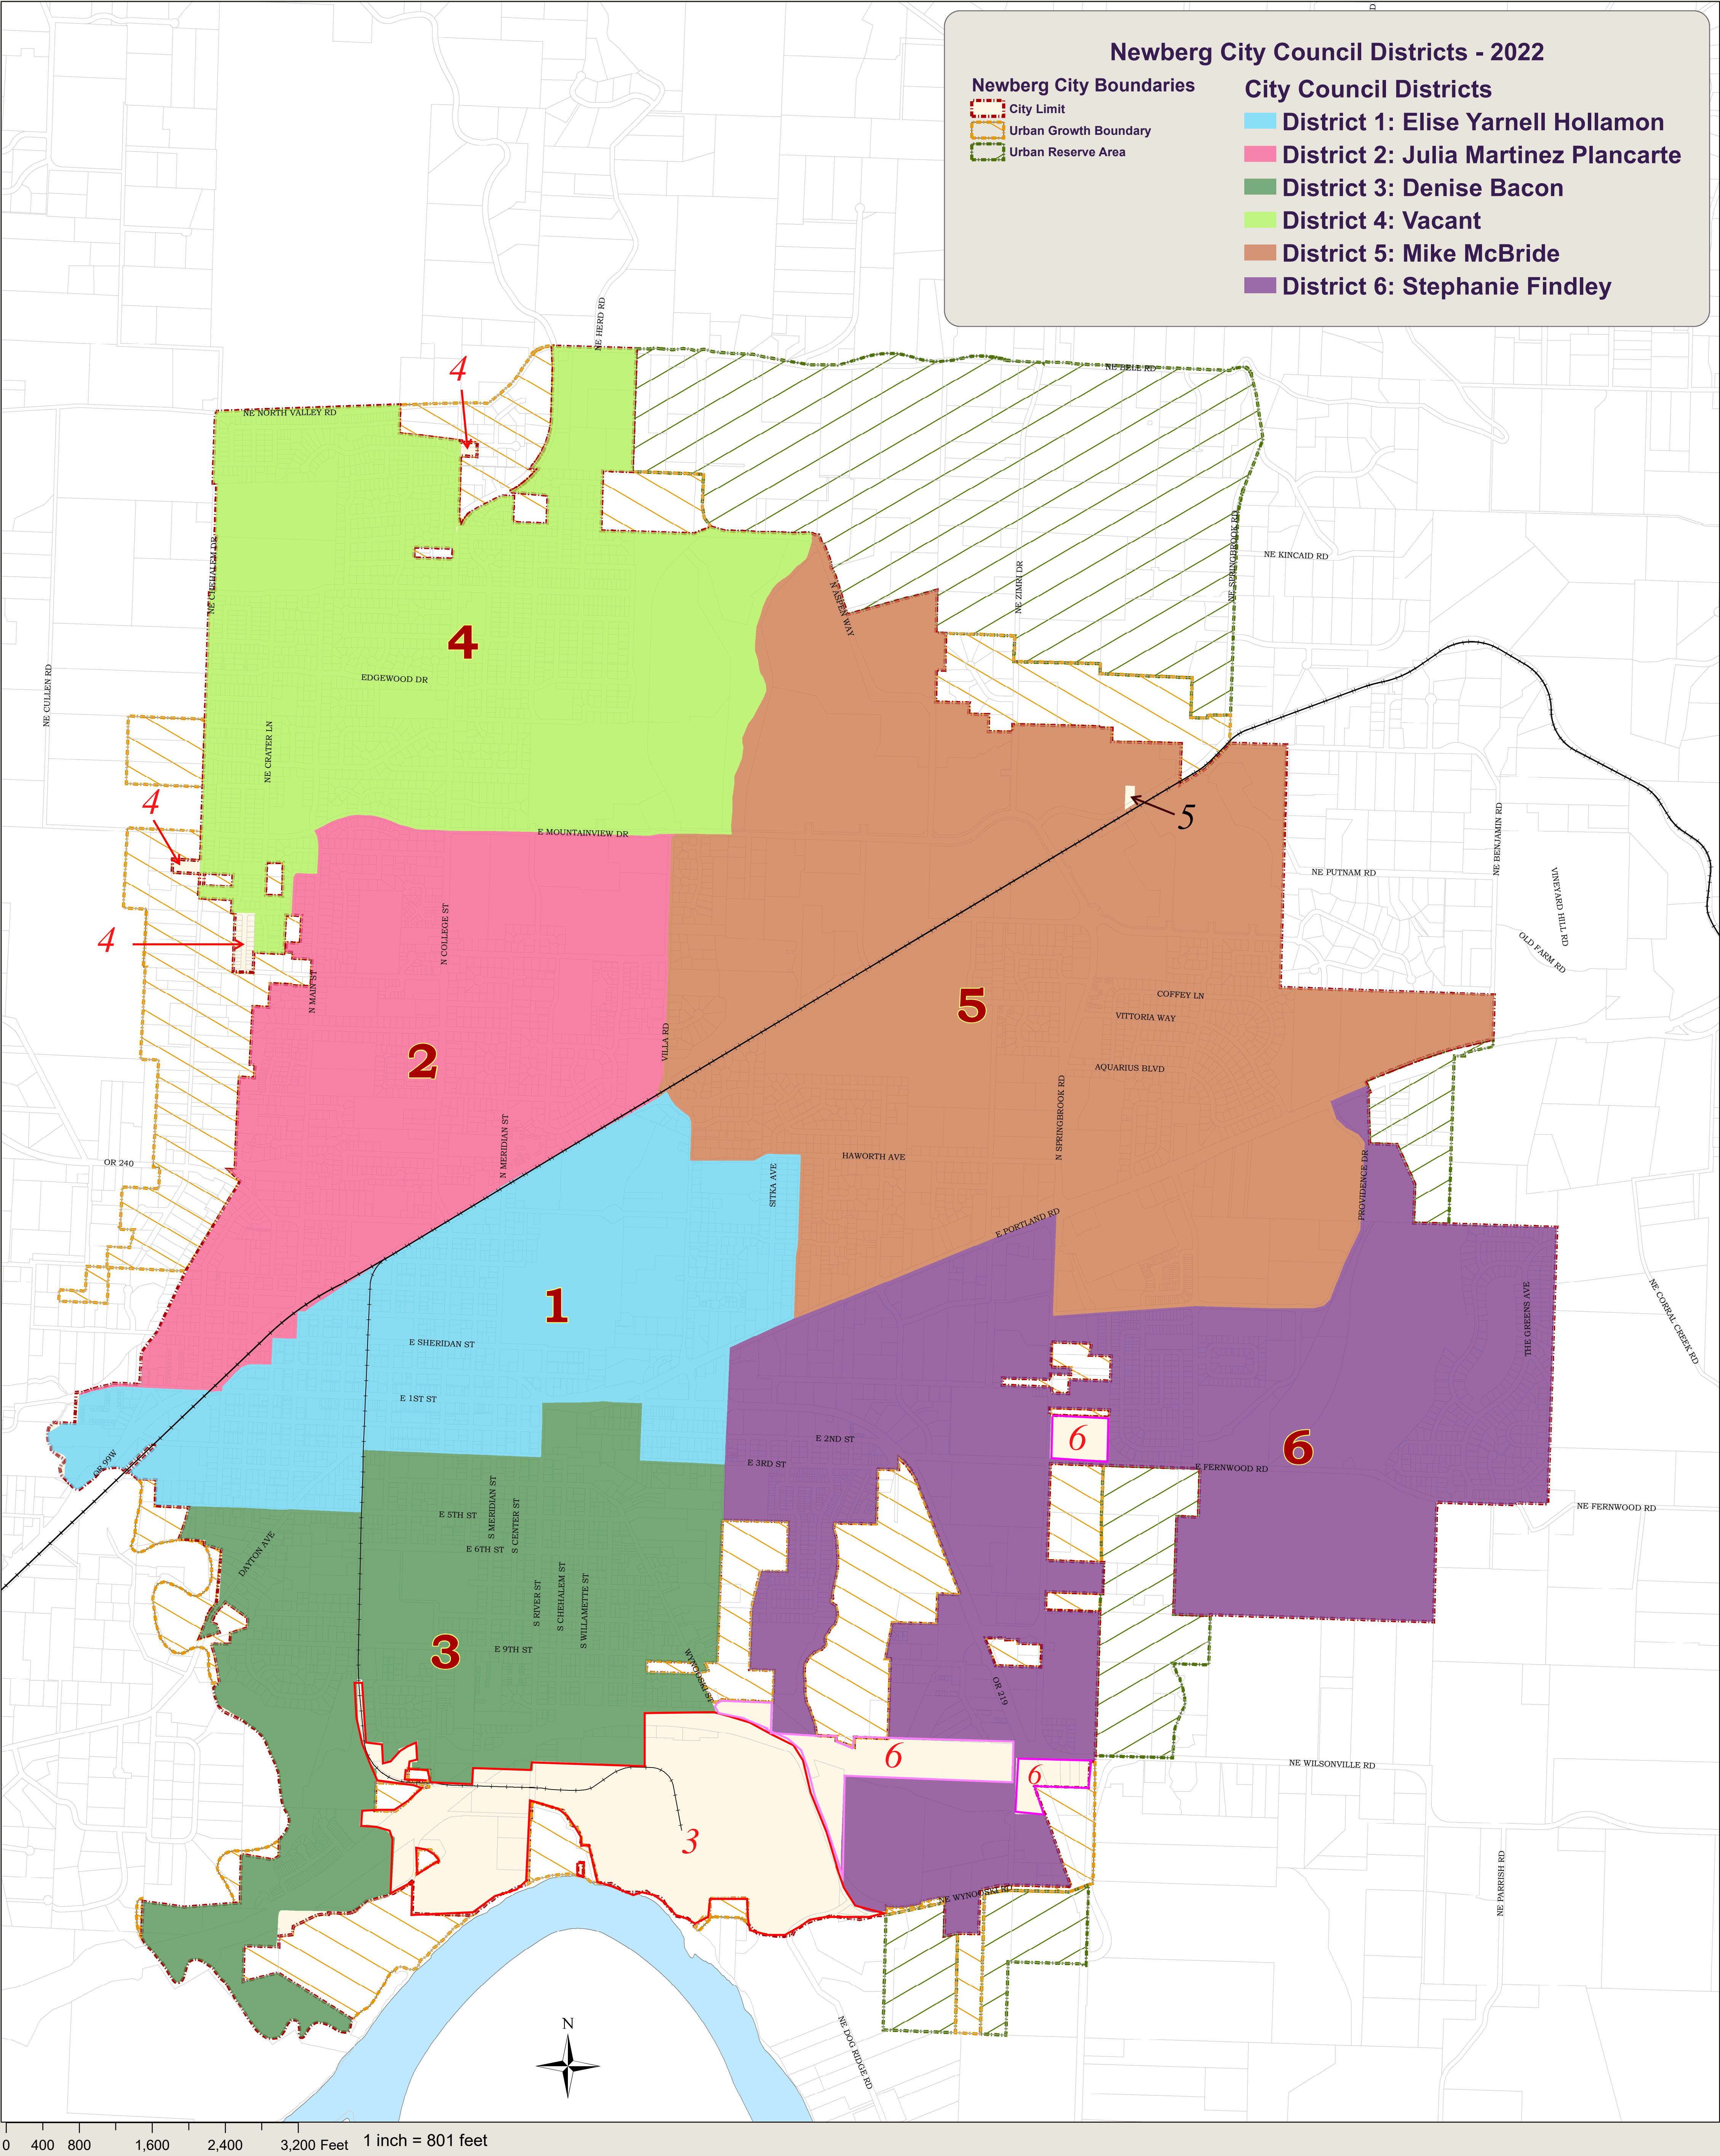 D
Newberg City Council Districts - 2022
Newberg City Boundaries
City Limit
Urban Growth Boundary
Urban Reserve Area
City Council Districts
District 1: Elise Yarnell Hollamon
District 2: Julia Martinez Plancarte
District 3: Denise Bacon
District 4: Vacant
District 5: Mike McBride
District 6: Stephanie Findley
NE HERD RD
4
NE BELL RD
NE NORTH VALLEY RD
NE CHEHALEM DR
N ASPEN WAY
NE ZIMRI DR
NE SPRINGBROOK RD
NE KINCAID RD
4
EDGEWOOD DR
NE CULLEN RD
NE CRATER LN
4
5
E MOUNTAINVIEW DR
NE BENJAMIN RD
NE PUTNAM RD
VINEYARD HILL RD
OLD FARM RD
4
N COLLEGE ST
N MAIN ST
5
COFFEY LN
VITTORIA WAY
2
VILLA RD
AQUARIUS BLVD
N SPRINGBROOK RD
N MERIDIAN ST
OR 240
HAWORTH AVE
SITKA AVE
PROVIDENCE DR
E PORTLAND RD
1
THE GREENS AVE
NE CORRAL CREEK RD
E SHERIDAN ST
E 1ST ST
E 2ND ST
6
6
OR 99W
E 3RD ST
E FERNWOOD RD
NE FERNWOOD RD
E 5TH ST
S MERIDIAN ST
S CENTER ST
DAYTON AVE
E 6TH ST
S RIVER ST
S CHEHALEM ST
S WILLAMETTE ST
3
E 9TH ST
WYNOOSKI ST
OR 219
6
6
NE WILSONVILLE RD
3
NE WYNOOSKI RD
NE PARRISH RD
NE DOG RIDGE RD
N
0 400 800 1,600 2,400 3,200 Feet
1 inch = 801 feet